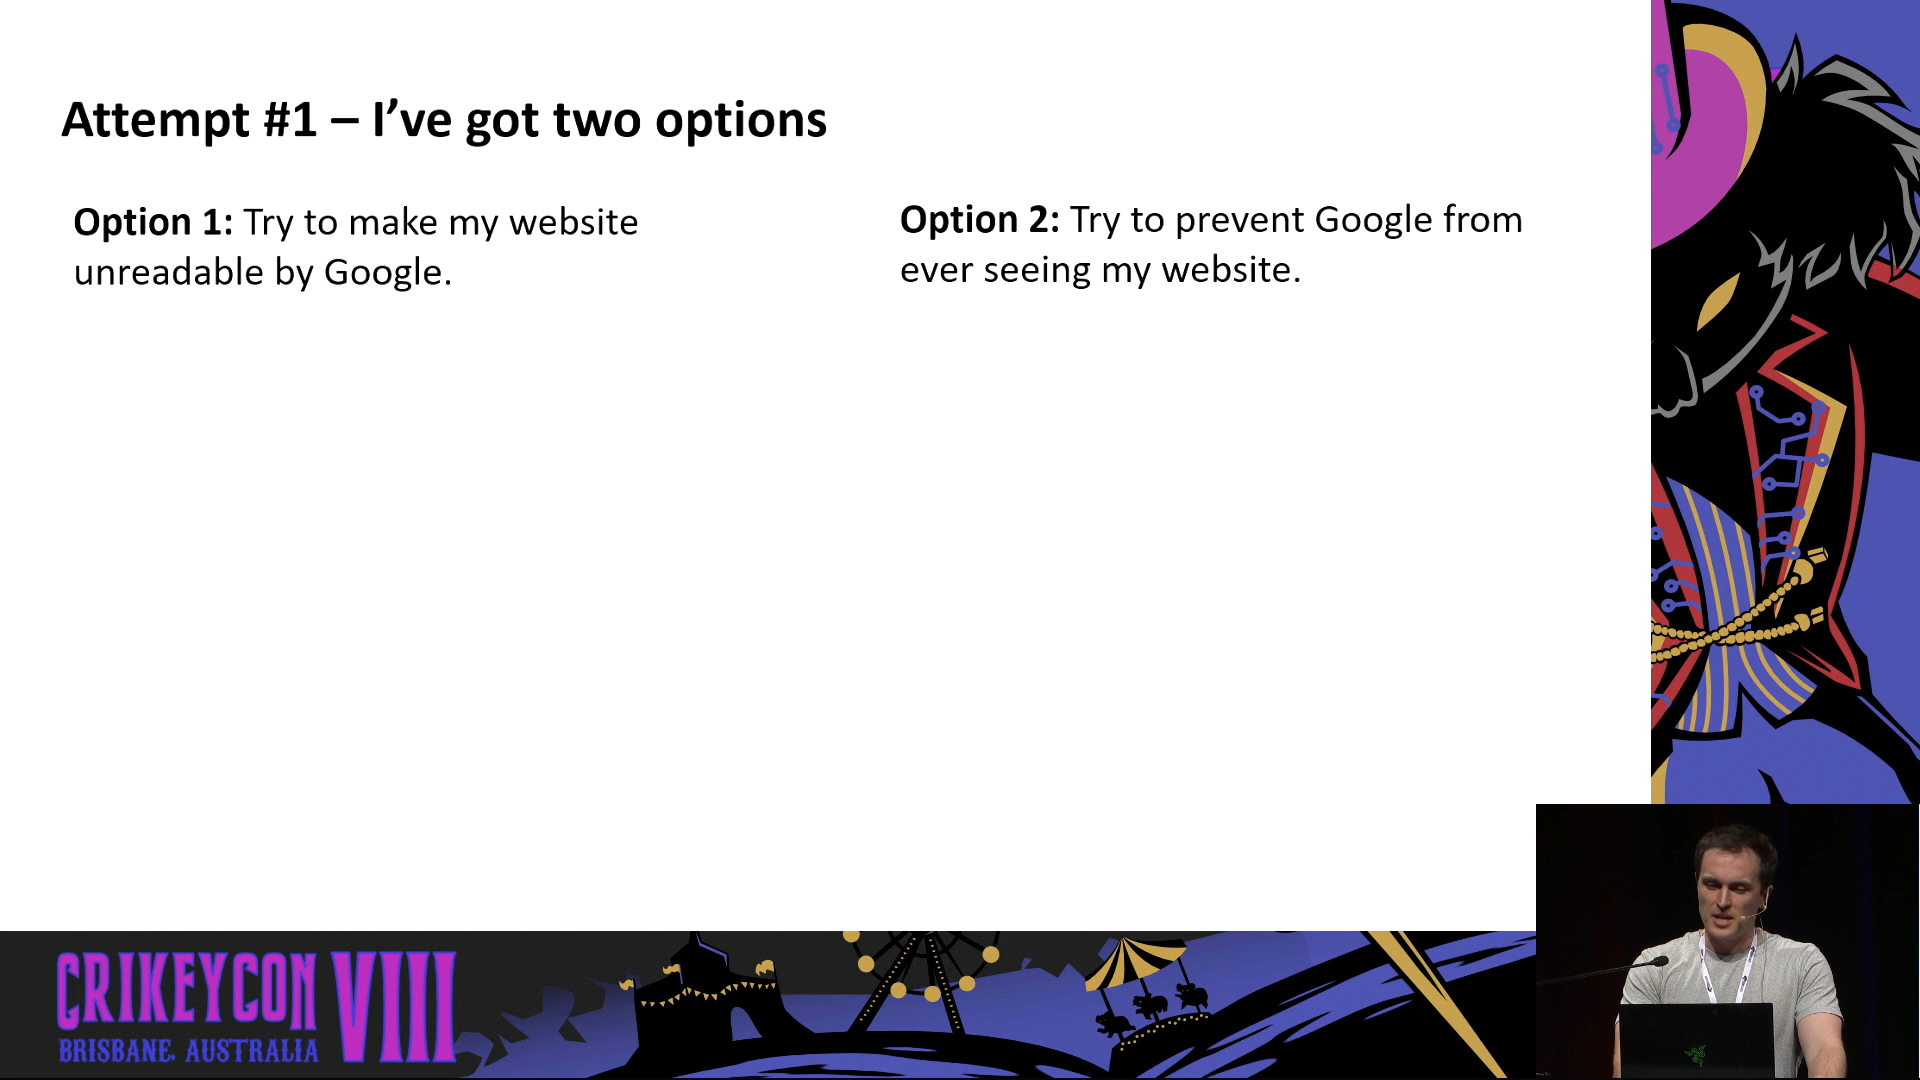 Attempt #1 – I’ve got two options
Option 1: Try to make my website
unreadable by Google.
Option 2: Try to prevent Google from
ever seeing my website.
CRIKEYCON VIII
BRISBANE, AUSTRALIA